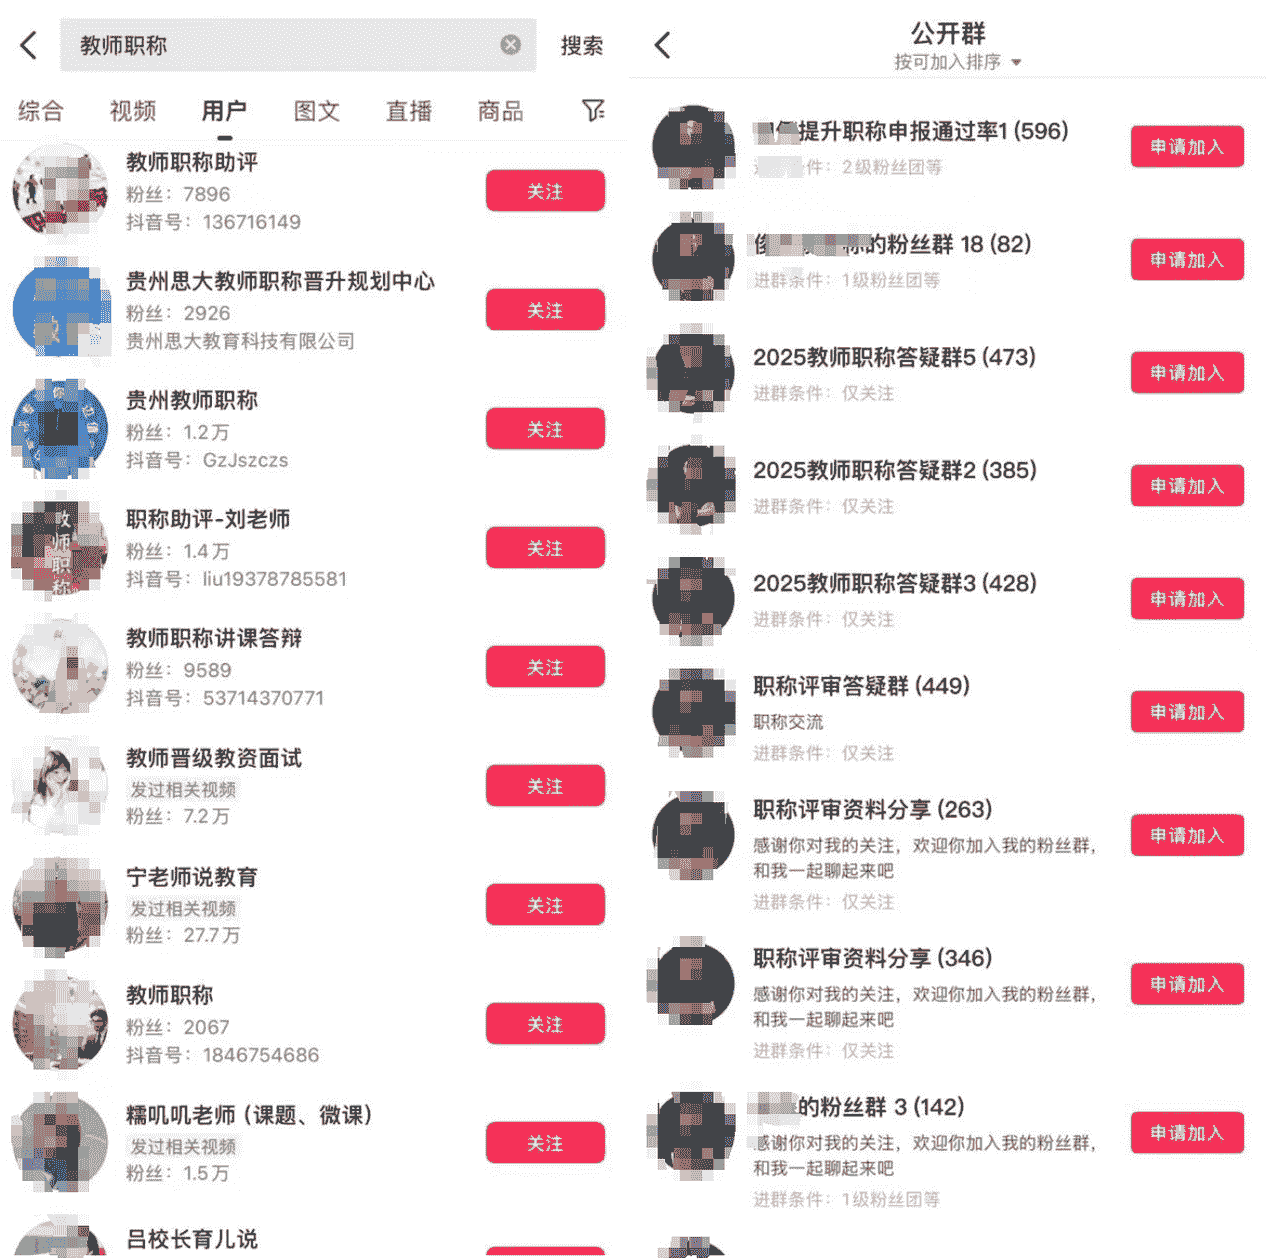 教师职称
搜索
综合 视频 用户 图文 直播 商品
教师职称助评
粉丝：7896
抖音号：136716149
关注
贵州思大教师职称晋升规划中心
粉丝：2926
贵州思大教育科技有限公司
关注
贵州教师职称
粉丝：1.2万
抖音号：GzJszczs
关注
职称助评-刘老师
粉丝：1.4万
抖音号：liu19378785581
关注
教师职称讲课答辩
粉丝：9589
抖音号：53714370771
关注
教师晋级教资面试
发过相关视频
粉丝：7.2万
关注
宁老师说教育
发过相关视频
粉丝：27.7万
关注
教师职称
粉丝：2067
抖音号：1846754686
关注
糯叽叽老师（课题、微课）
发过相关视频
粉丝：1.5万
关注
吕校长育儿说
公开群
按可加入排序
提升职称申报通过率1 (596)
件：2级粉丝团等
申请加入
的粉丝群 18 (82)
进群条件：1级粉丝团等
申请加入
2025教师职称答疑群5 (473)
进群条件：仅关注
申请加入
2025教师职称答疑群2 (385)
进群条件：仅关注
申请加入
2025教师职称答疑群3 (428)
进群条件：仅关注
申请加入
职称评审答疑群 (449)
职称交流
进群条件：仅关注
申请加入
职称评审资料分享 (263)
感谢你对我的关注，欢迎你加入我的粉丝群，
和我一起聊起来吧
进群条件：仅关注
申请加入
职称评审资料分享 (346)
感谢你对我的关注，欢迎你加入我的粉丝群，
和我一起聊起来吧
进群条件：仅关注
申请加入
的粉丝群 3 (142)
感谢你对我的关注，欢迎你加入我的粉丝群，
和我一起聊起来吧
进群条件：1级粉丝团等
申请加入